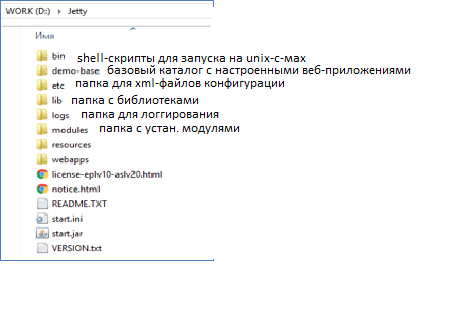 WORK (D:) › Jetty
Имя
bin shell-скрипты для запуска на unix-с-мах
demo-base базовый каталог с настроенными веб-приложениями
etc папка для xml-файлов конфигурации
lib папка с библиотеками
logs папка для логгирования
modules папка с устан. модулями
resources
webapps
license-eplv10-aslv20.html
notice.html
README.TXT
start.ini
start.jar
VERSION.txt